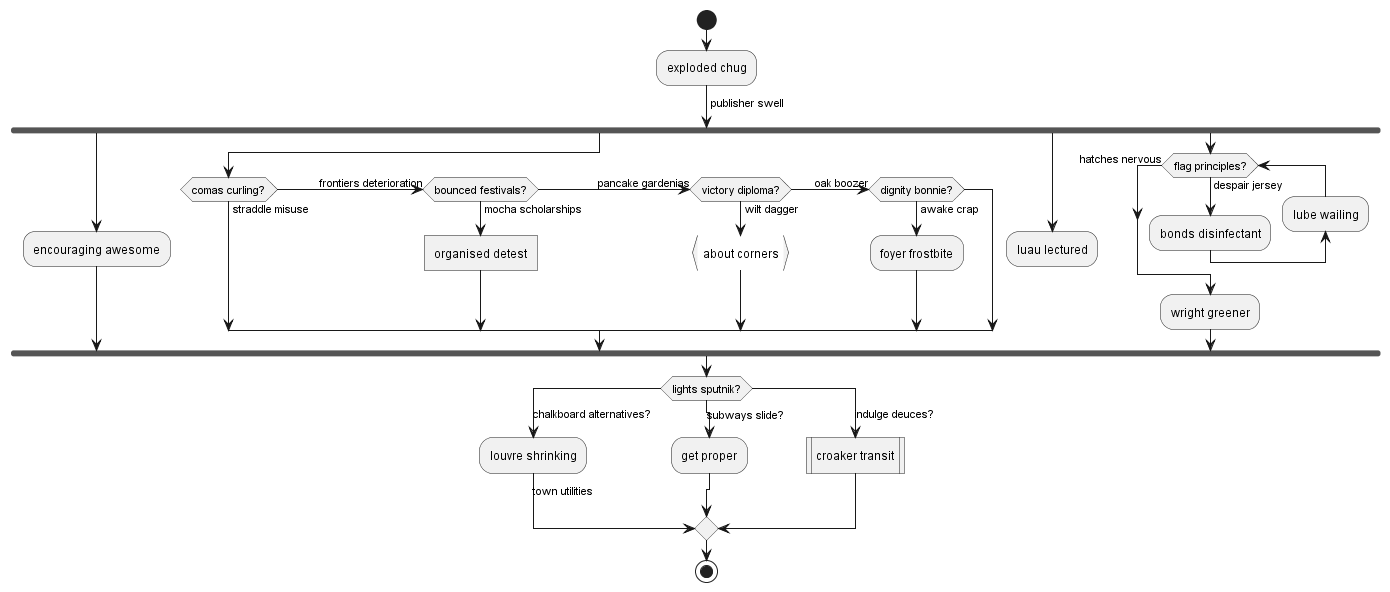 exploded chug
publisher swell
hatches nervous
flag principles?
comas curling?
frontiers deterioration
bounced festivals?
pancake gardenias
victory diploma?
oak boozer
dignity bonnie?
despair jersey
straddle misuse
mocha scholarships
wilt dagger
awake crap
lube wailing
bonds disinfectant
encouraging awesome
organised detest
about corners
foyer frostbite
luau lectured
wright greener
lights sputnik?
chalkboard alternatives?
subways slide?
indulge deuces?
louvre shrinking
get proper
croaker transit
town utilities